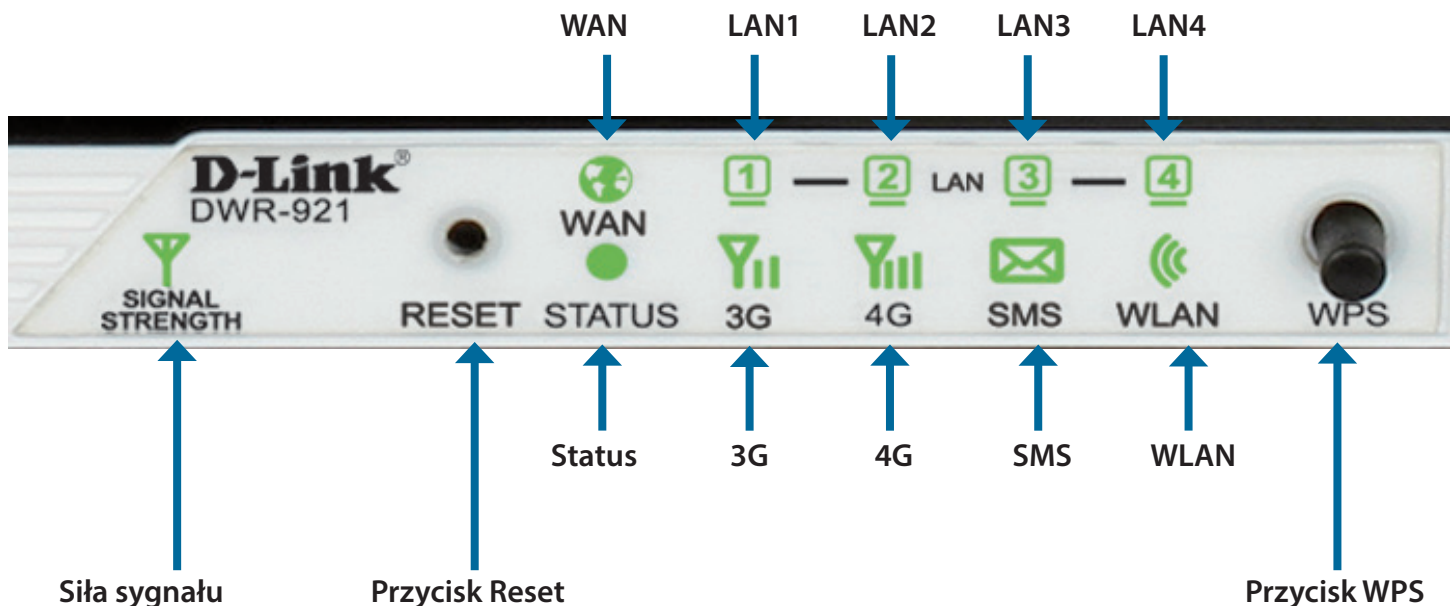 WAN LAN1 LAN2 LAN3 LAN4
D-Link®
DWR-921
1 2 LAN 3 4
WAN
SIGNAL
STRENGTH
RESET STATUS 3G 4G SMS WLAN WPS
Status 3G 4G SMS WLAN
Siła sygnału Przycisk Reset Przycisk WPS